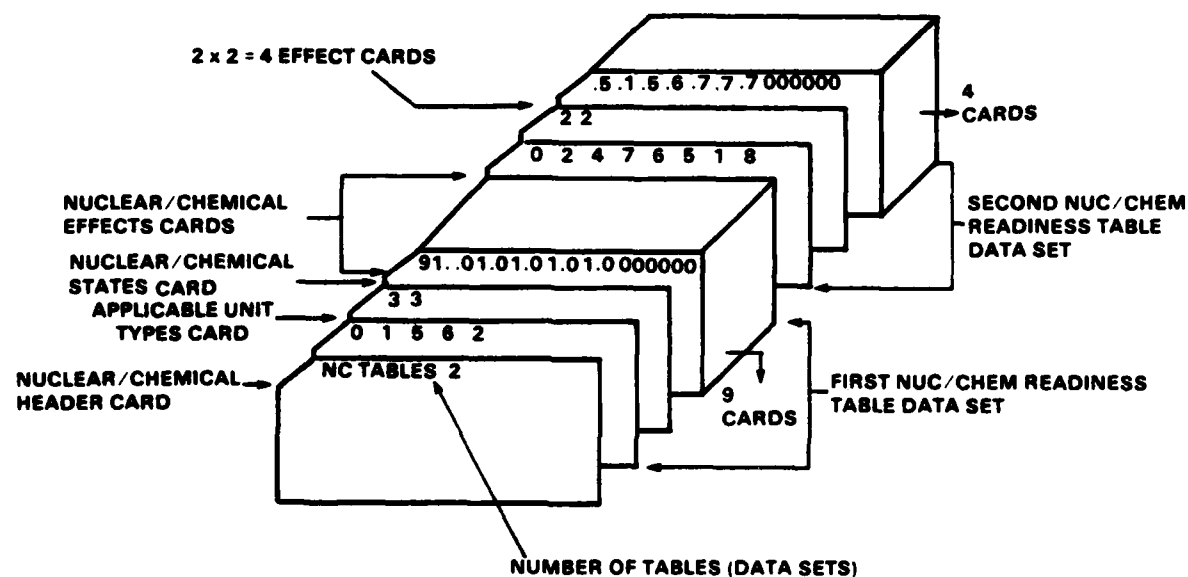 2 x 2 = 4 EFFECT CARDS
.5 .1 .5 .6 .7 .7 .7 000000
4
CARDS
2 2
0 2 4 7 6 5 1 8
NUCLEAR/CHEMICAL
EFFECTS CARDS
SECOND NUC/CHEM
READINESS TABLE
DATA SET
91..01.01.0 1.01.0 000000
NUCLEAR/CHEMICAL
STATES CARD
3 3
APPLICABLE UNIT
TYPES CARD
0 1 5 6 2
NC TABLES 2
NUCLEAR/CHEMICAL
HEADER CARD
9
CARDS
FIRST NUC/CHEM READINESS
TABLE DATA SET
NUMBER OF TABLES (DATA SETS)